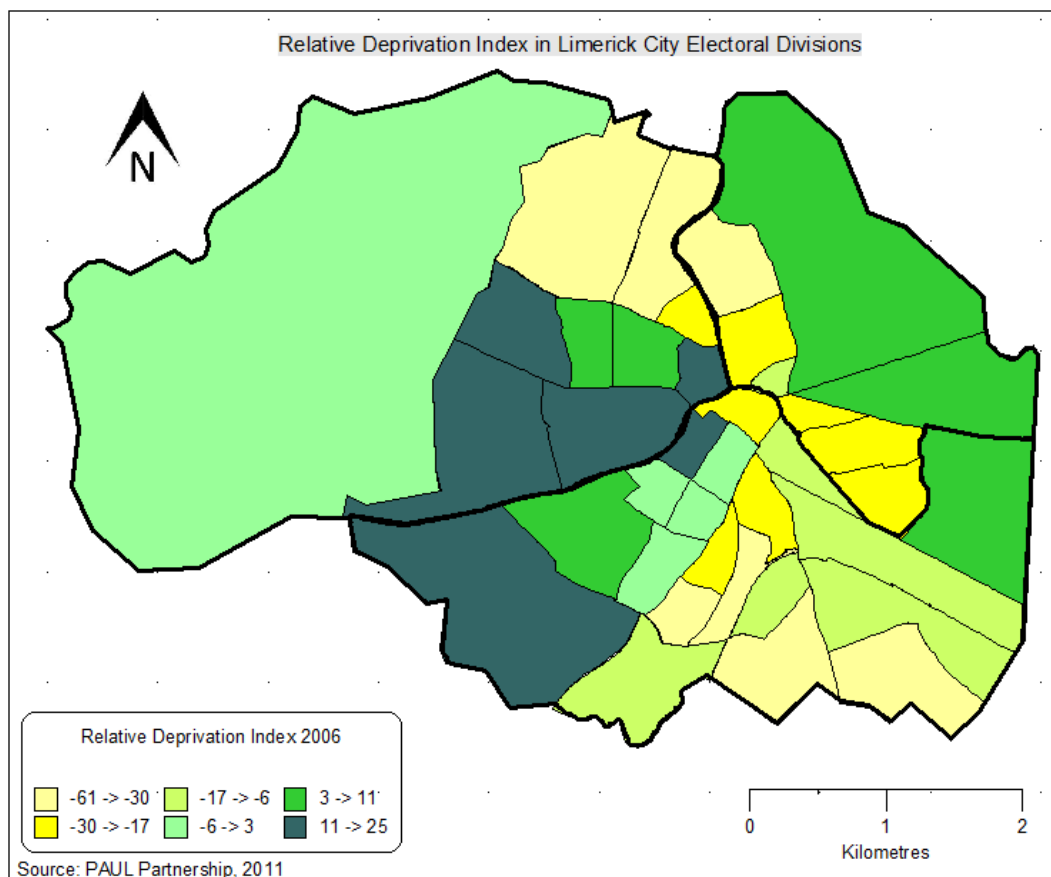 Relative Deprivation Index in Limerick City Electoral Divisions
N
Relative Deprivation Index 2006
-61 -> -30 -17 -> -6 3 -> 11
-30 -> -17 -6 -> 3 11 -> 25
0 1 2
Kilometres
Source: PAUL Partnership, 2011